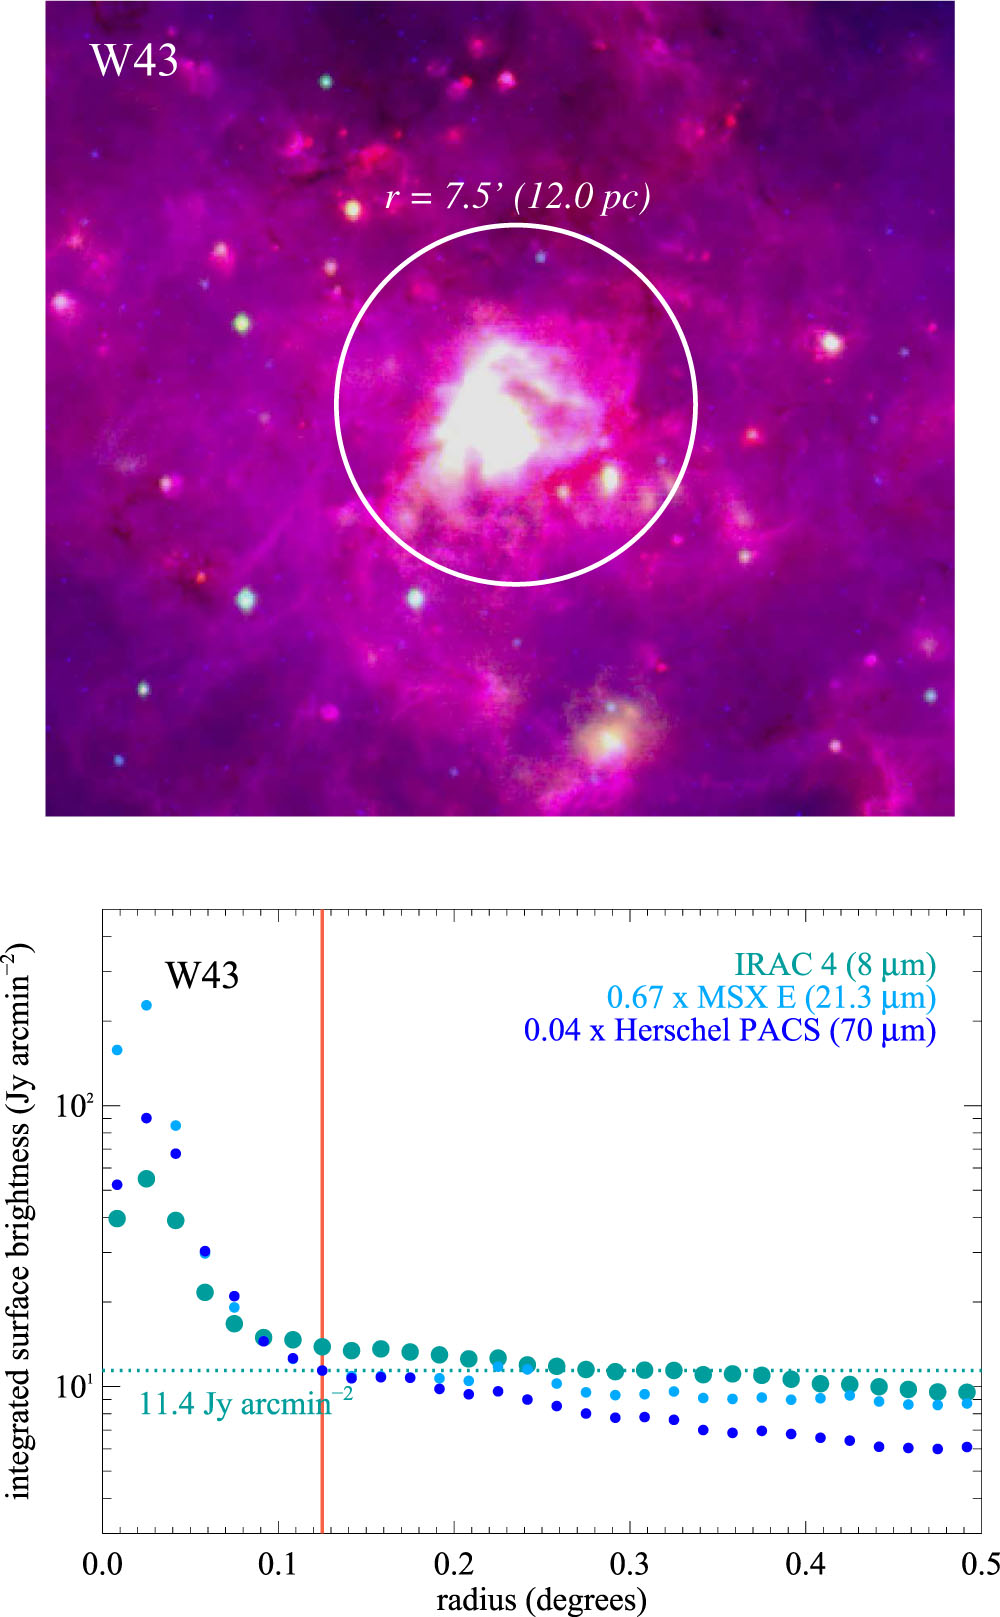 W43
r = 7.5’ (12.0 pc)
W43
IRAC 4 (8 μm)
0.67 x MSX E (21.3 μm)
0.04 x Herschel PACS (70 μm)
integrated surface brightness (Jy arcmin⁻²)
10²
10¹
11.4 Jy arcmin⁻²
0.0 0.1 0.2 0.3 0.4 0.5
radius (degrees)